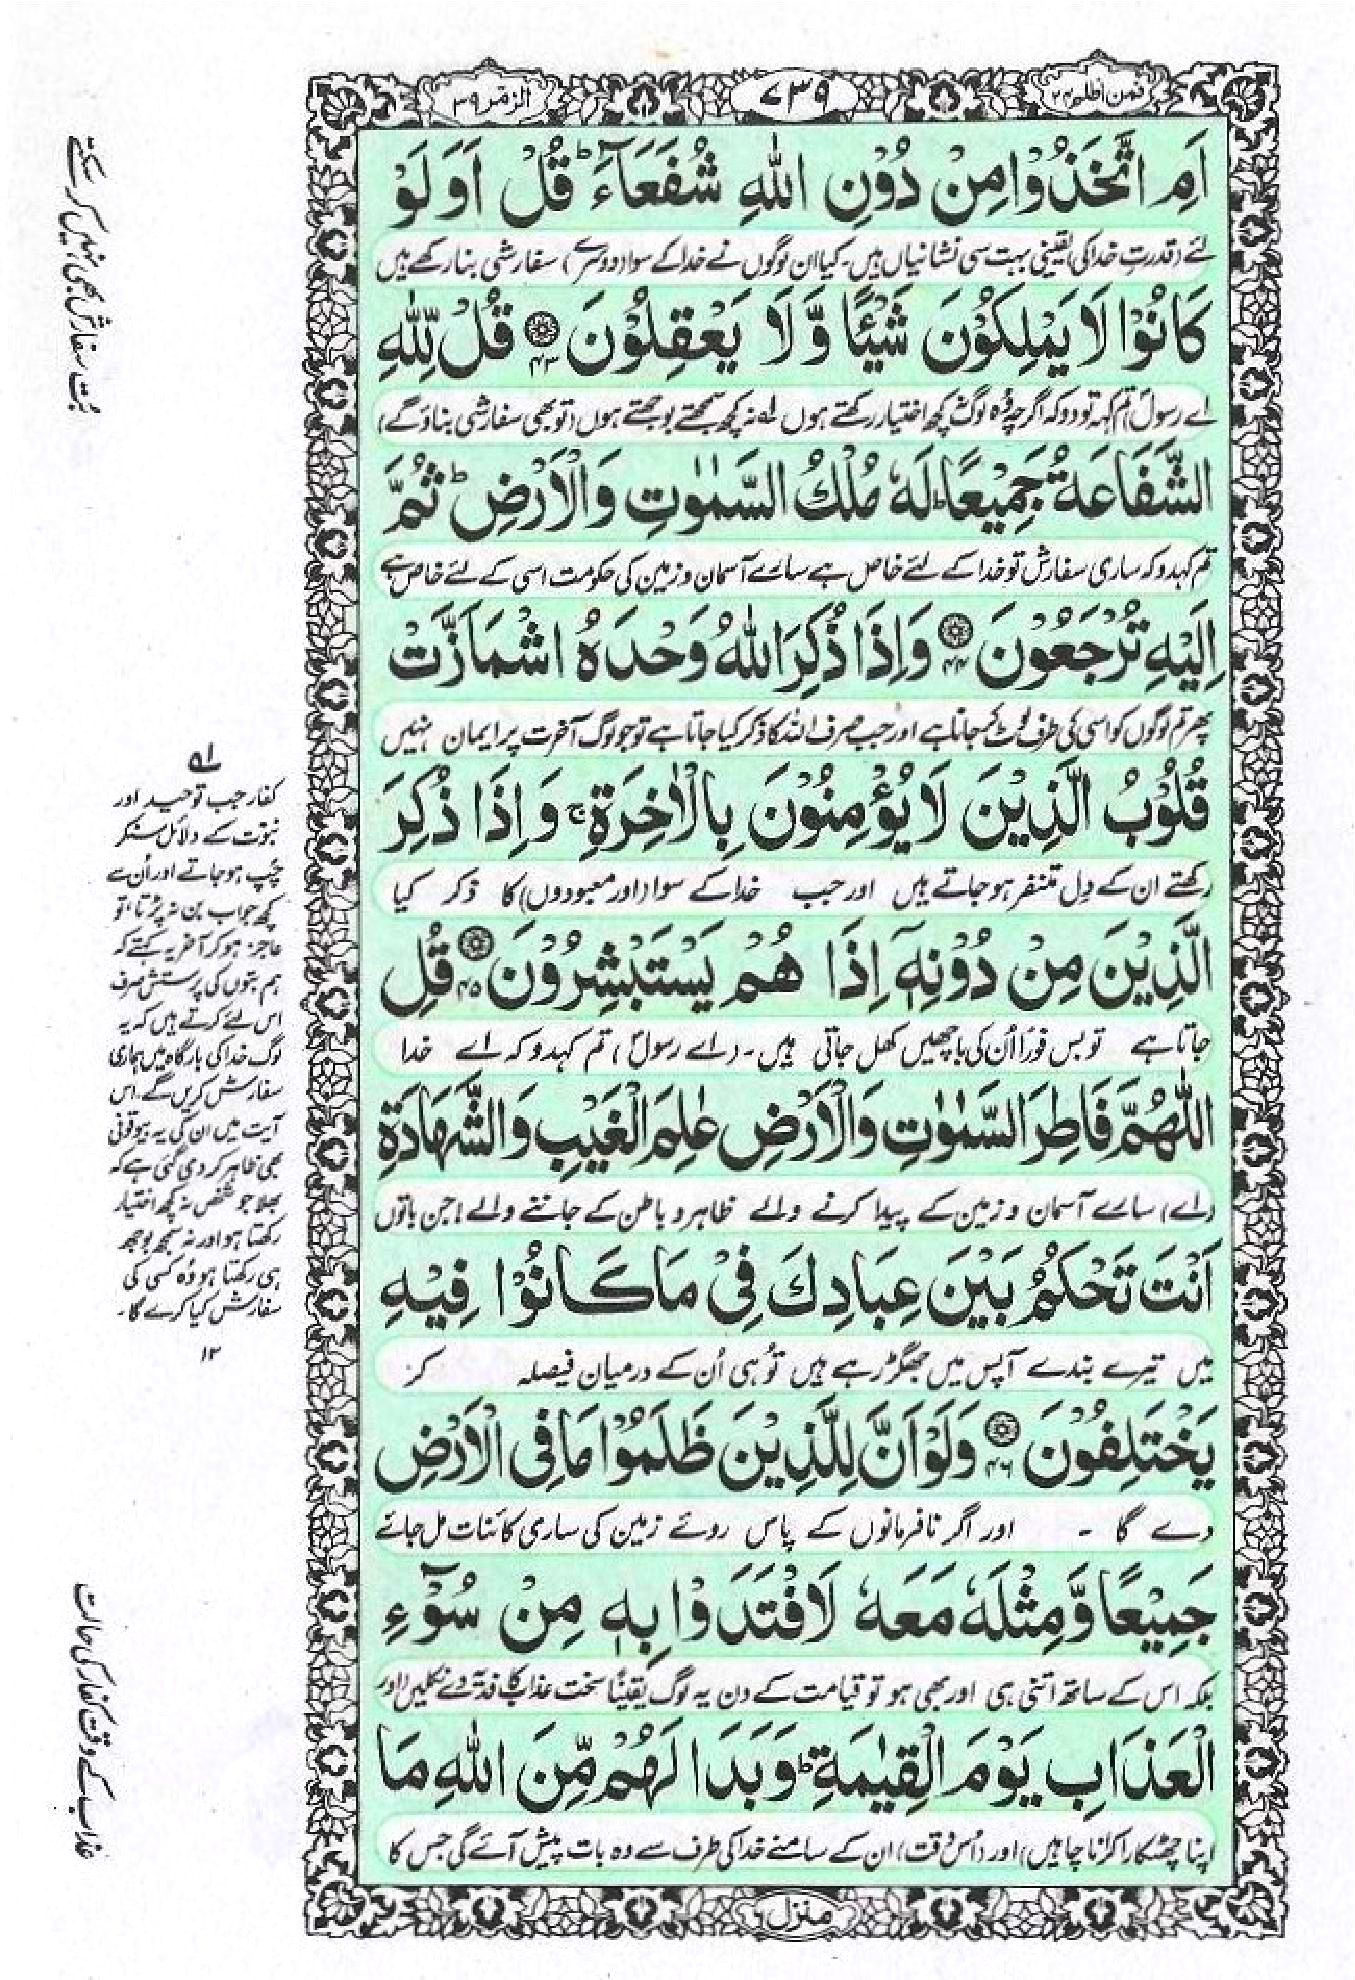 فمن اظلم ۲۴
۷۳۹
الزمر ۳۹
اَمِ اتَّخَذُوْا مِنْ دُوْنِ اللّٰهِ شُفَعَآءَ ؕ قُلْ اَوَلَوْ
لئے (قدرتِ خدا کی) یقینی بہت سی نشانیاں ہیں۔ کیا ان لوگوں نے خدا کے سوا (دوسرے) سفارشی بنا رکھے ہیں
كَانُوْا لَا يَمْلِكُوْنَ شَيْئًا وَّلَا يَعْقِلُوْنَ ۴۳ قُلْ لِّلّٰهِ
اے رسولؐ تم کہہ تو دو کہ اگرچہ وُہ لوگ نہ کچھ اختیار رکھتے ہوں لہ نہ کچھ سمجھتے بوجھتے ہوں (تو بھی سفارشی بناؤ گے)
الشَّفَاعَةُ جَمِيْعًا ؕ لَهٗ مُلْكُ السَّمٰوٰتِ وَالْاَرْضِ ؕ ثُمَّ
تم کہدو کہ ساری سفارش تو خدا کے لئے خاص ہے سارے آسمان و زمین کی حکومت اسی کے لئے خاص ہے
اِلَيْهِ تُرْجَعُوْنَ ۴۴ وَاِذَا ذُكِرَ اللّٰهُ وَحْدَهُ اشْمَاَزَّتْ
پھر تم لوگوں کو اسی کی طرف لوٹ کر جانا ہے اور جب صرف اللہ کا ذکر کیا جاتا ہے تو جو لوگ آخرت پر ایمان نہیں
قُلُوْبُ الَّذِيْنَ لَا يُؤْمِنُوْنَ بِالْاٰخِرَةِ ۚ وَاِذَا ذُكِرَ
رکھتے ان کے دل متنفر ہو جاتے ہیں اور جب خدا کے سوا (اور معبودوں) کا ذکر کیا
الَّذِيْنَ مِنْ دُوْنِهٖٓ اِذَا هُمْ يَسْتَبْشِرُوْنَ ۴۵ قُلِ
جاتا ہے تو بس فورًا اُن کی باچھیں کھل جاتی ہیں۔ (اے رسولؐ) تم کہدو کہ اے خدا
اللّٰهُمَّ فَاطِرَ السَّمٰوٰتِ وَالْاَرْضِ عٰلِمَ الْغَيْبِ وَالشَّهَادَةِ
(اے) سارے آسمان و زمین کے پیدا کرنے والے ظاہر و باطن کے جاننے والے! جن باتوں
اَنْتَ تَحْكُمُ بَيْنَ عِبَادِكَ فِيْ مَا كَانُوْا فِيْهِ
میں تیرے بندے آپس میں جھگڑ رہے ہیں تُو ہی اُن کے درمیان فیصلہ کر
يَخْتَلِفُوْنَ ۴۶ وَلَوْ اَنَّ لِلَّذِيْنَ ظَلَمُوْا مَا فِي الْاَرْضِ
دے گا ۔ اور اگر نافرمانوں کے پاس روئے زمین کی ساری کائنات مل جائے
جَمِيْعًا وَّمِثْلَهٗ مَعَهٗ لَافْتَدَوْا بِهٖ مِنْ سُوْٓءِ
بلکہ اس کے ساتھ اتنی ہی اور بھی ہو تو قیامت کے دن یہ لوگ یقینًا سخت عذاب کا فدیہ دے نکلیں (اور
الْعَذَابِ يَوْمَ الْقِيٰمَةِ ؕ وَبَدَا لَهُمْ مِّنَ اللّٰهِ مَا
اپنا چھٹکارا کرانا چاہیں) اور (اُس وقت) ان کے سامنے خدا کی طرف سے وہ بات پیش آئے گی جس کا
منزل ۶
بُت سفارش بھی نہیں کر سکتے
لہ
کفار جب توحید اور
نبوّت کے دلائل سنکر
چُپ ہو جاتے اور اُن سے
کچھ جواب بن نہ پڑتا، تو
عاجز ہو کر آخر یہ کہتے کہ
ہم بتوں کی پرستش صرف
اس لئے کرتے ہیں کہ یہ
لوگ خدا کی بارگاہ میں ہماری
سفارش کریں گے۔ اس
آیت میں ان کی یہ بیوقوفی
بھی ظاہر کر دی گئی ہے کہ
بھلا جو شخص نہ کچھ اختیار
رکھتا ہو اور نہ سمجھ بوجھ
ہی رکھتا ہو وُہ کسی کی
سفارش کیا کرے گا۔
۱۲
عذاب کے وقت کفار کی حالت